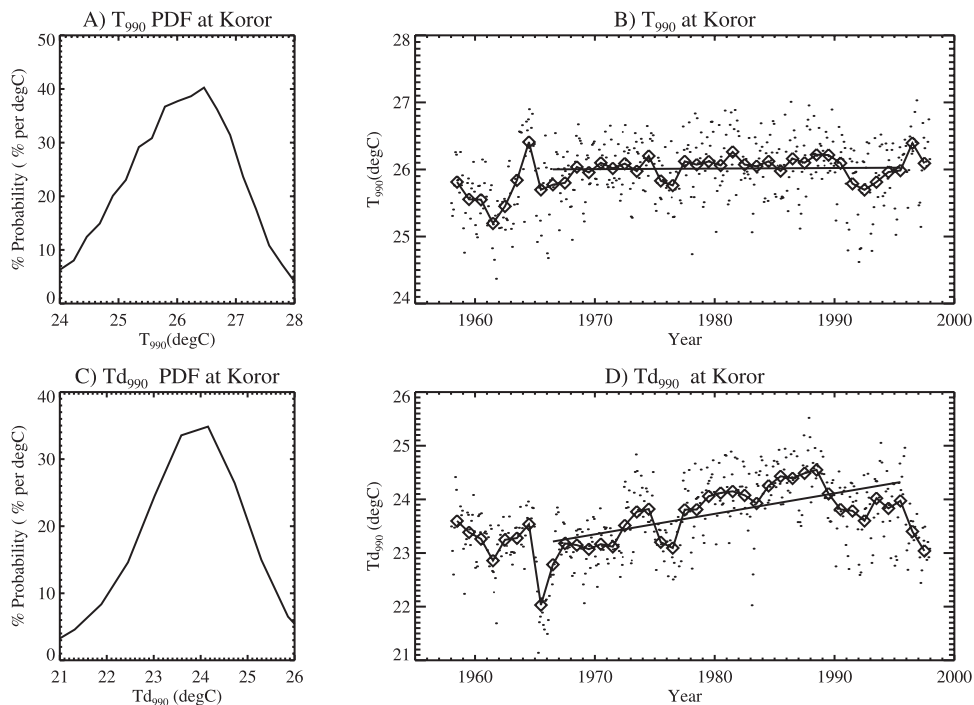 A) T990 PDF at Koror
% Probability ( % per degC)
50
40
30
20
10
0
24 25 26 27 28
T990(degC)
B) T990 at Koror
T990(degC)
28
27
26
25
24
1960 1970 1980 1990 2000
Year
C) Td990 PDF at Koror
% Probability ( % per degC)
40
30
20
10
0
21 22 23 24 25 26
Td990 (degC)
D) Td990 at Koror
Td990 (degC)
26
25
24
23
22
21
1960 1970 1980 1990 2000
Year